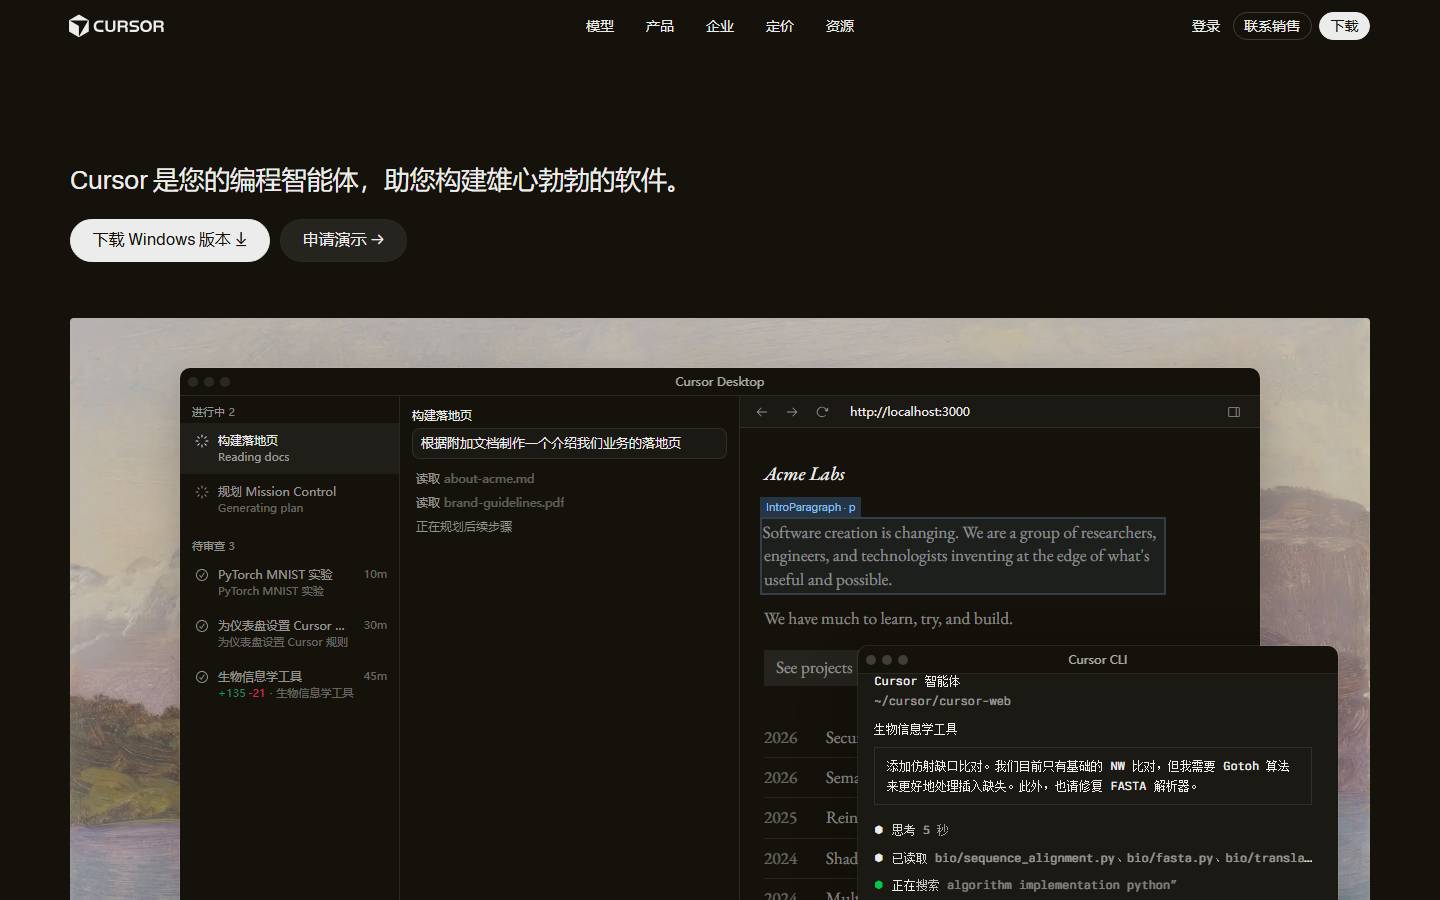 CURSOR
模型
产品
企业
定价
资源
登录
联系销售
下载
Cursor 是您的编程智能体，助您构建雄心勃勃的软件。
下载 Windows 版本
申请演示
Cursor Desktop
进行中 2
构建落地页
Reading docs
规划 Mission Control
Generating plan
待审查 3
PyTorch MNIST 实验 10m
PyTorch MNIST 实验
为仪表盘设置 Cursor ... 30m
为仪表盘设置 Cursor 规则
生物信息学工具 45m
+135 -21 · 生物信息学工具
构建落地页
根据附加文档制作一个介绍我们业务的落地页
读取 about-acme.md
读取 brand-guidelines.pdf
正在规划后续步骤
http://localhost:3000
Acme Labs
IntroParagraph · p
Software creation is changing. We are a group of researchers,
engineers, and technologists inventing at the edge of what's
useful and possible.
We have much to learn, try, and build.
See projects
2026 Secu
2026 Sema
2025 Rein
2024 Shad
2024
Cursor CLI
Cursor 智能体
~/cursor/cursor-web
生物信息学工具
添加仿射缺口比对。我们目前只有基础的 NW 比对，但我需要 Gotoh 算法
来更好地处理插入缺失。此外，也请修复 FASTA 解析器。
思考 5 秒
已读取 bio/sequence_alignment.py、bio/fasta.py、bio/transla…
正在搜索 algorithm implementation python”